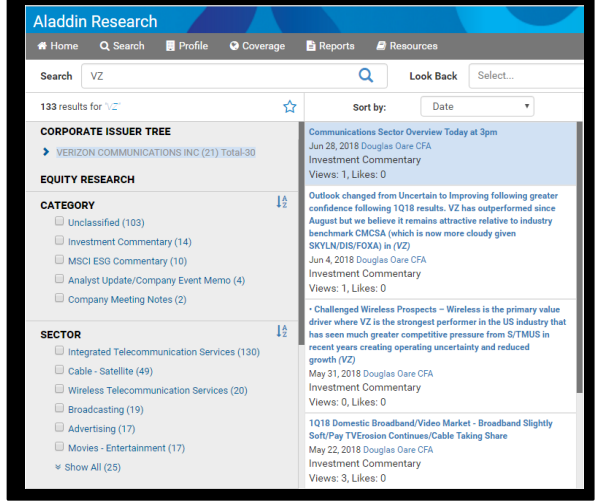 Aladdin Research
Home Search Profile Coverage Reports Resources
Search VZ Look Back Select...
133 results for "VZ"
Sort by: Date
CORPORATE ISSUER TREE
VERIZON COMMUNICATIONS INC (21) Total-30
EQUITY RESEARCH
CATEGORY
Unclassified (103)
Investment Commentary (14)
MSCI ESG Commentary (10)
Analyst Update/Company Event Memo (4)
Company Meeting Notes (2)
SECTOR
Integrated Telecommunication Services (130)
Cable - Satellite (49)
Wireless Telecommunication Services (20)
Broadcasting (19)
Advertising (17)
Movies - Entertainment (17)
Show All (25)
Communications Sector Overview Today at 3pm
Jun 28, 2018 Douglas Oare CFA
Investment Commentary
Views: 1, Likes: 0
Outlook changed from Uncertain to Improving following greater
confidence following 1Q18 results. VZ has outperformed since
August but we believe it remains attractive relative to industry
benchmark CMCSA (which is now more cloudy given
SKYLN/DIS/FOXA) in (VZ)
Jun 4, 2018 Douglas Oare CFA
Investment Commentary
Views: 1, Likes: 0
• Challenged Wireless Prospects – Wireless is the primary value
driver where VZ is the strongest performer in the US industry that
has seen much greater competitive pressure from S/TMUS in
recent years creating operating uncertainty and reduced
growth (VZ)
May 31, 2018 Douglas Oare CFA
Investment Commentary
Views: 0, Likes: 0
1Q18 Domestic Broadband/Video Market - Broadband Slightly
Soft/Pay TVErosion Continues/Cable Taking Share
May 22, 2018 Douglas Oare CFA
Investment Commentary
Views: 3, Likes: 0